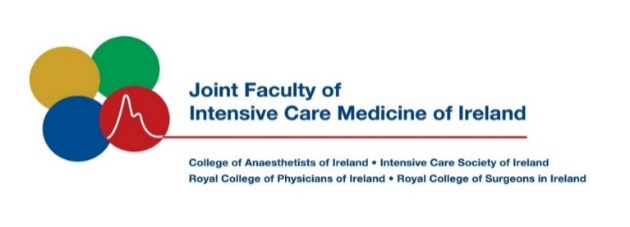 Joint Faculty of
Intensive Care Medicine of Ireland
College of Anaesthetists of Ireland • Intensive Care Society of Ireland
Royal College of Physicians of Ireland • Royal College of Surgeons in Ireland